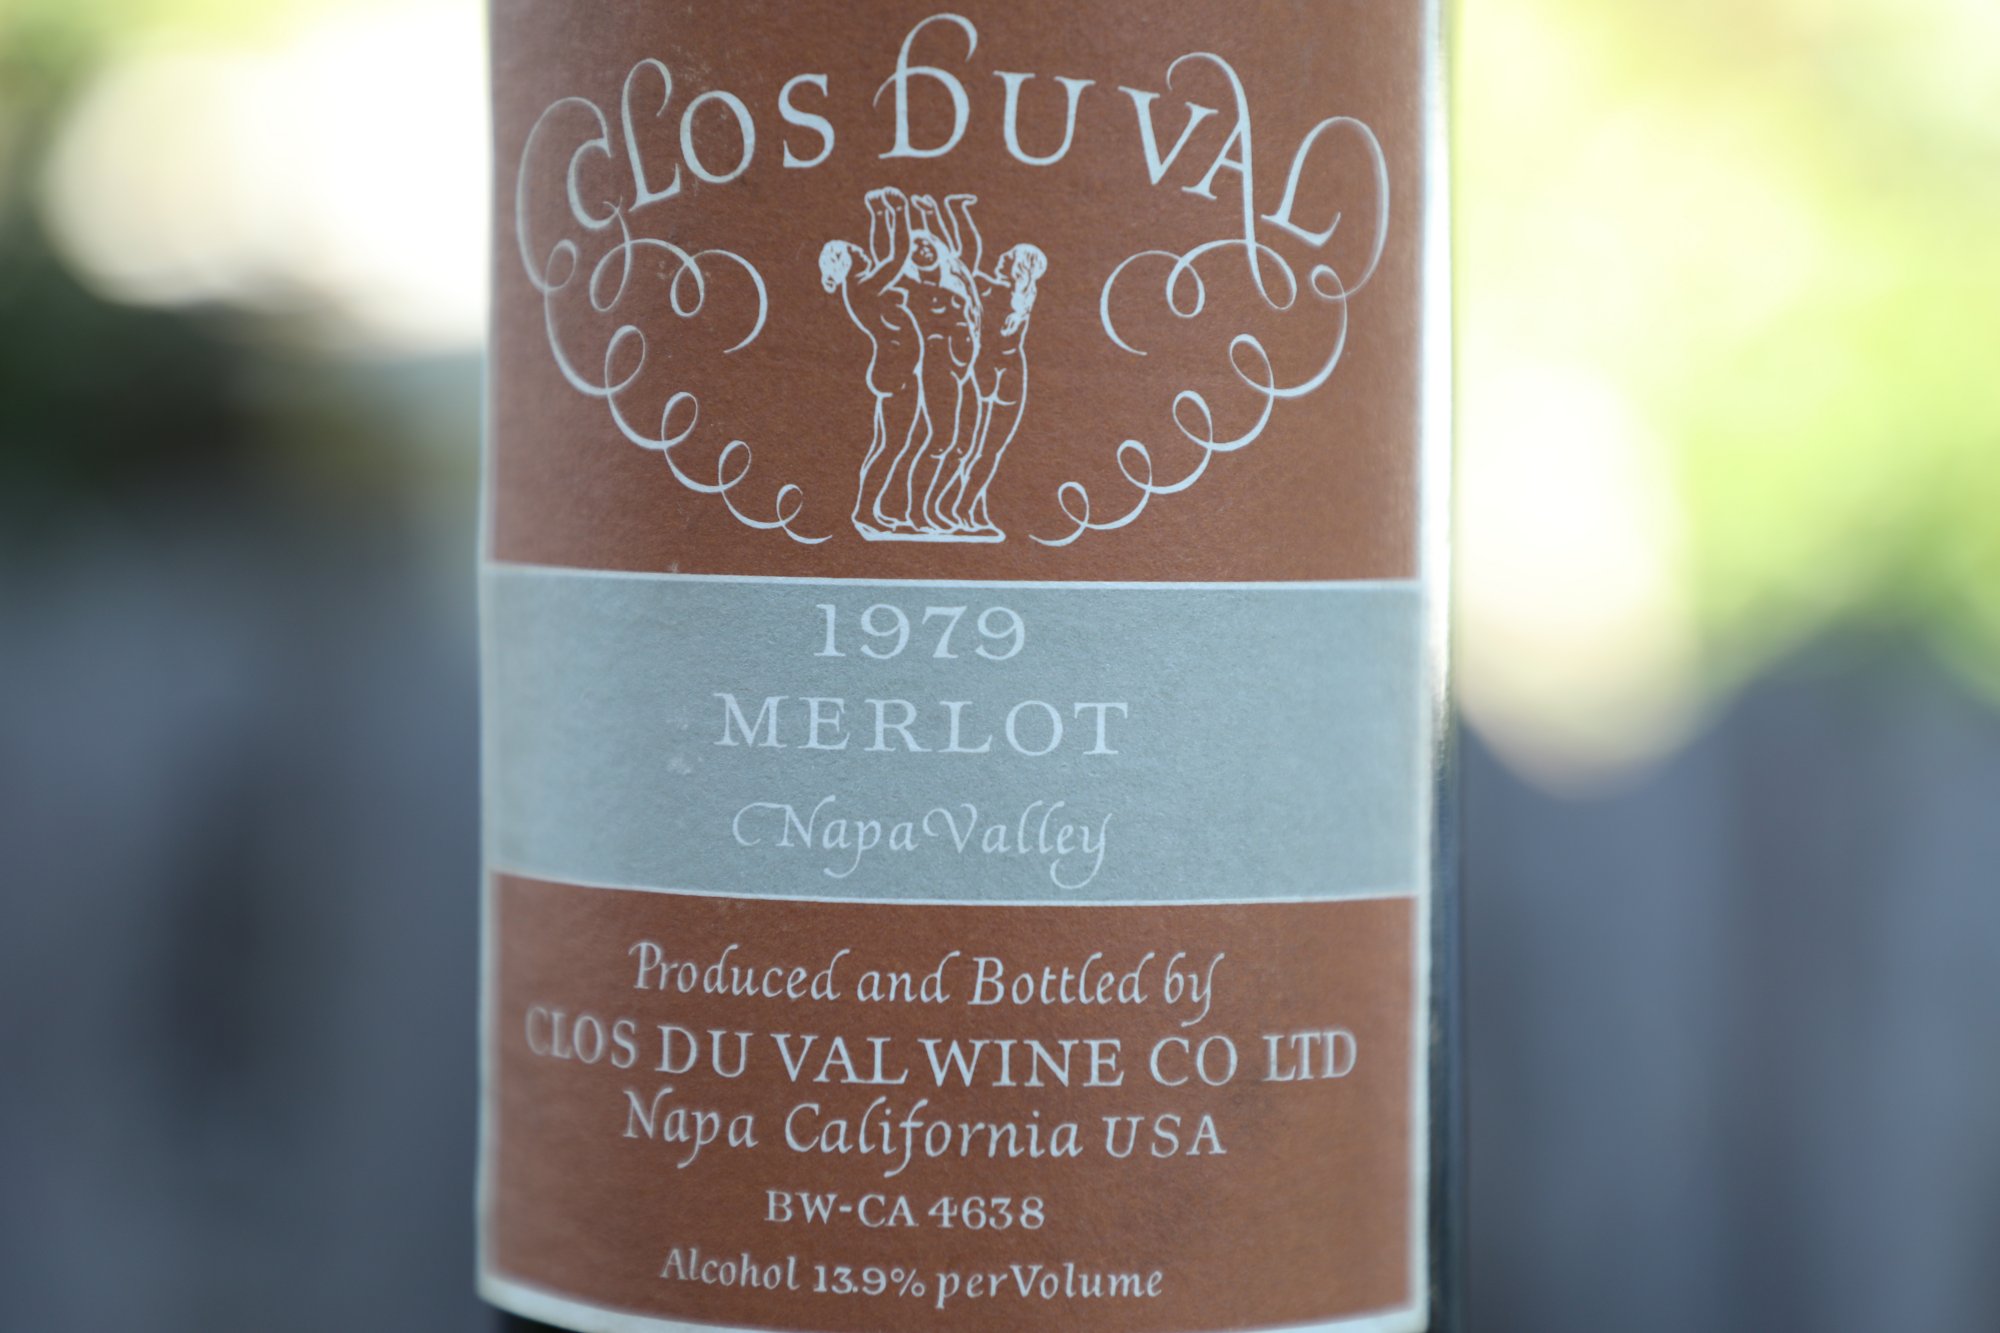 CLOS DU VAL
1979
MERLOT
Napa Valley
Produced and Bottled by
CLOS DU VAL WINE CO LTD
Napa California USA
BW-CA 4638
Alcohol 13.9% per Volume